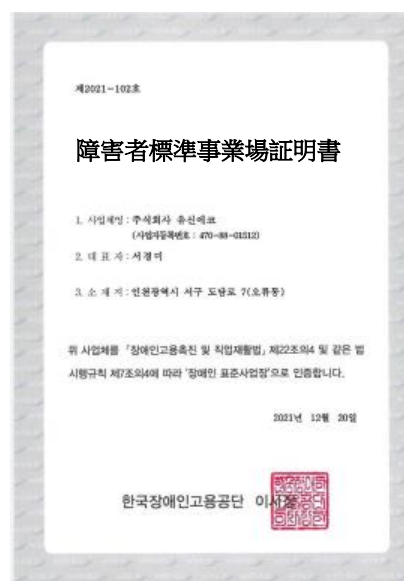 제2021-102호
障害者標準事業場証明書
1. 사업체명 : 주식회사 유신에코
(사업자등록번호 : 470-88-01512)
2. 대 표 자 : 서경미
3. 소 재 지 : 인천광역시 서구 도담로 7(오류동)
위 사업체를 「장애인고용촉진 및 직업재활법」 제22조의4 및 같은 법
시행규칙 제7조의4에 따라 '장애인 표준사업장'으로 인증합니다.
2021년 12월 20일
한국장애인고용공단 이사장